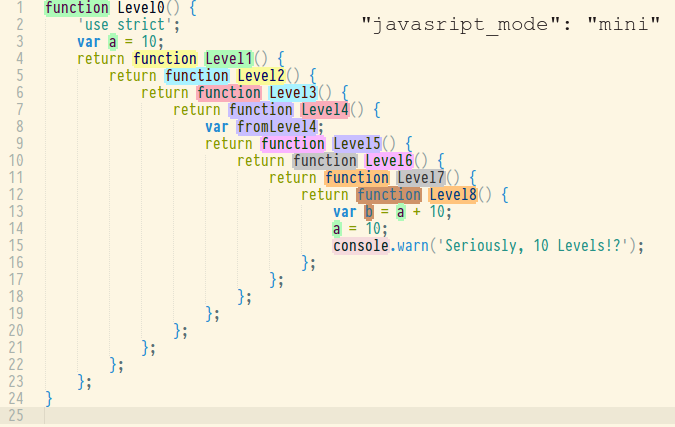 1 function Level0() {
2     'use strict';     "javasript_mode": "mini"
3     var a = 10;
4     return function Level1() {
5         return function Level2() {
6             return function Level3() {
7                 return function Level4() {
8                     var fromLevel4;
9                     return function Level5() {
10                         return function Level6() {
11                             return function Level7() {
12                                 return function Level8() {
13                                     var b = a + 10;
14                                     a = 10;
15                                     console.warn('Seriously, 10 Levels!?');
16                                 };
17                             };
18                         };
19                     };
20                 };
21             };
22         };
23     };
24 }
25